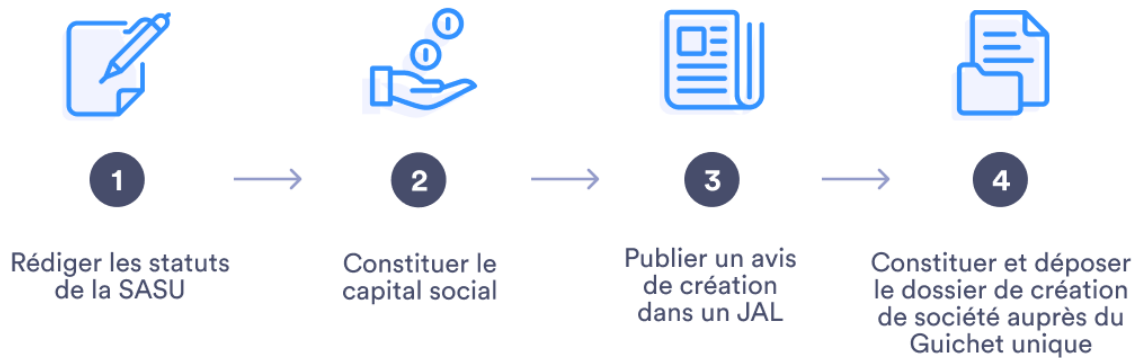 1
2
3
4
Rédiger les statuts
de la SASU
Constituer le
capital social
Publier un avis
de création
dans un JAL
Constituer et déposer
le dossier de création
de société auprès du
Guichet unique